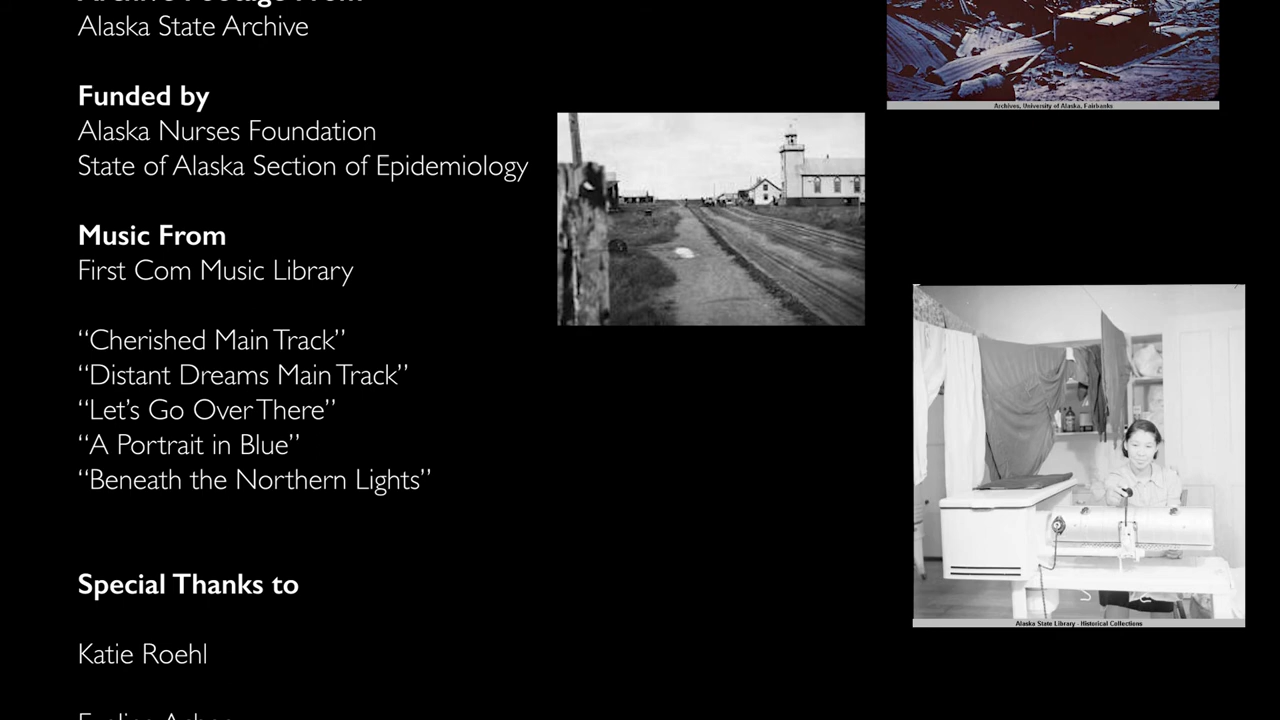 Alaska State Archive
Funded by
Alaska Nurses Foundation
State of Alaska Section of Epidemiology
Music From
First Com Music Library
“Cherished Main Track”
“Distant Dreams Main Track”
“Let’s Go Over There”
“A Portrait in Blue”
“Beneath the Northern Lights”
Special Thanks to
Katie Roehl
Archives, University of Alaska, Fairbanks
Alaska State Library - Historical Collections